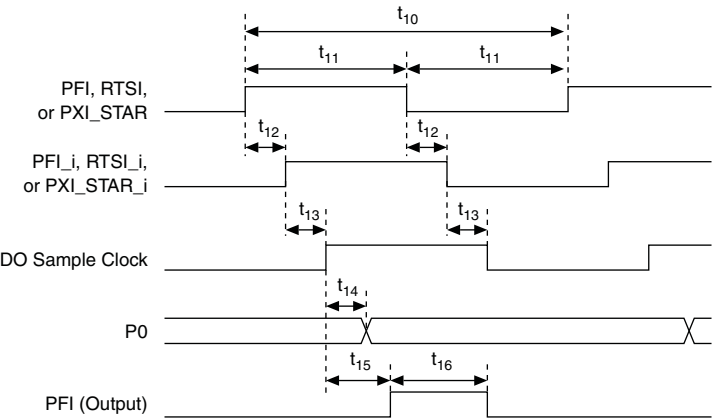 t10
t11 t11
PFI, RTSI,
or PXI_STAR
t12 t12
PFI_i, RTSI_i,
or PXI_STAR_i
t13 t13
DO Sample Clock
t14
P0
t15 t16
PFI (Output)